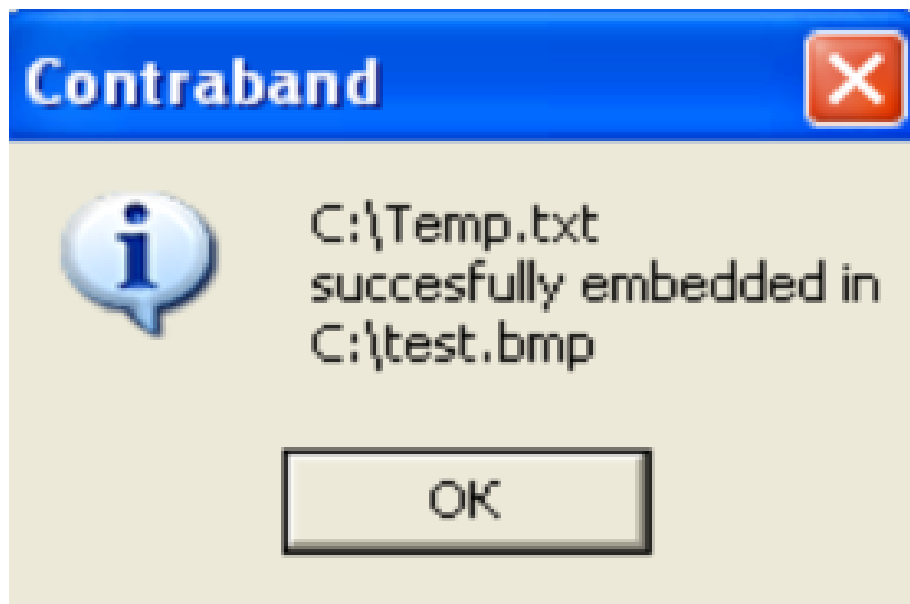 Contraband
C:\Temp.txt
succesfully embedded in
C:\test.bmp
OK